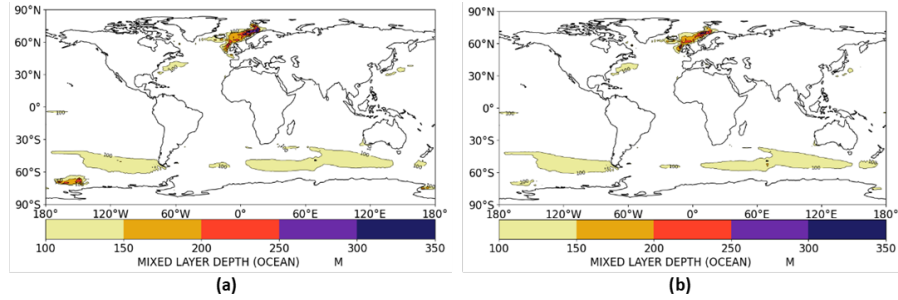 90°N
60°N
30°N
0°
30°S
60°S
90°S
180° 120°W 60°W 0° 60°E 120°E 180°
100 150 200 250 300 350
MIXED LAYER DEPTH (OCEAN) M
(a)
90°N
60°N
30°N
0°
30°S
60°S
90°S
180° 120°W 60°W 0° 60°E 120°E 180°
100 150 200 250 300 350
MIXED LAYER DEPTH (OCEAN) M
(b)